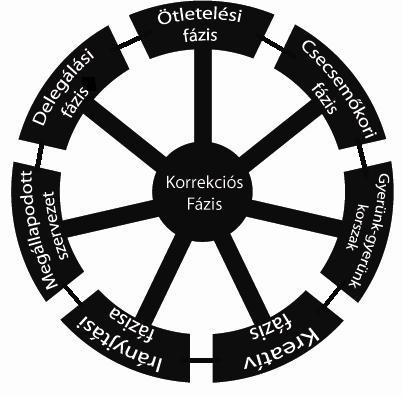 Ötletelési
fázis
Csecsemőkori
fázis
Gyerünk-gyerünk
korszak
Kreatív
fázis
Irányítási
fázisa
Megállapodott
szervezet
Delegálási
fázis
Korrekciós
Fázis